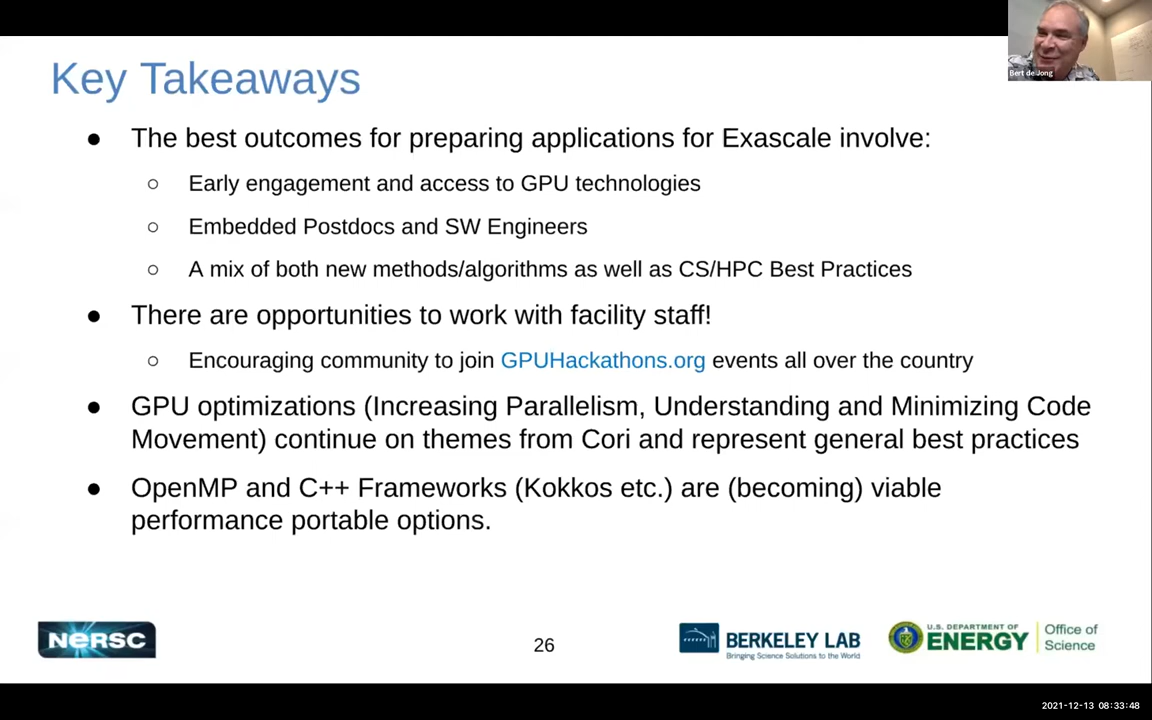 Bert de Jong
Key Takeaways
● The best outcomes for preparing applications for Exascale involve:
○ Early engagement and access to GPU technologies
○ Embedded Postdocs and SW Engineers
○ A mix of both new methods/algorithms as well as CS/HPC Best Practices
● There are opportunities to work with facility staff!
○ Encouraging community to join GPUHackathons.org events all over the country
● GPU optimizations (Increasing Parallelism, Understanding and Minimizing Code
Movement) continue on themes from Cori and represent general best practices
● OpenMP and C++ Frameworks (Kokkos etc.) are (becoming) viable
performance portable options.
NERSC
26
BERKELEY LAB
Bringing Science Solutions to the World
U.S. DEPARTMENT OF
ENERGY
Office of
Science
2021-12-13 08:33:48